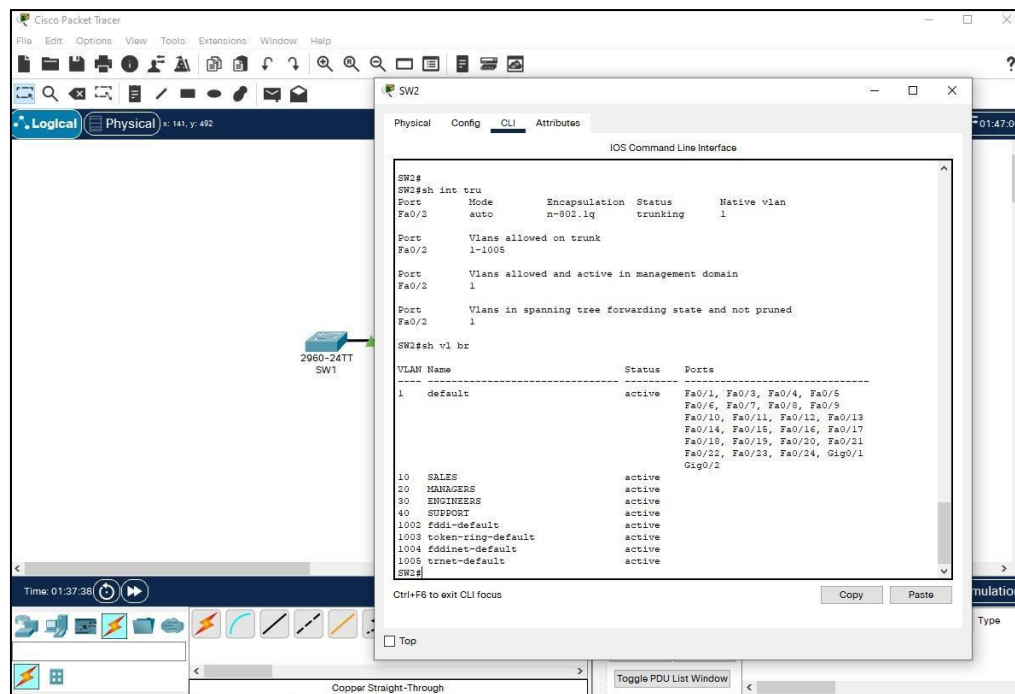 Cisco Packet Tracer
File Edit Options View Tools Extensions Window Help
Logical Physical x: 141, y: 492
01:47:0
SW2
Physical Config CLI Attributes
IOS Command Line Interface
SW2#
SW2#sh int tru
Port Mode Encapsulation Status Native vlan
Fa0/2 auto n-802.1q trunking 1
Port Vlans allowed on trunk
Fa0/2 1-1005
Port Vlans allowed and active in management domain
Fa0/2 1
Port Vlans in spanning tree forwarding state and not pruned
Fa0/2 1
SW2#sh vl br
VLAN Name Status Ports
---- -------------------------------- --------- -------------------------------
1 default active Fa0/1, Fa0/3, Fa0/4, Fa0/5
Fa0/6, Fa0/7, Fa0/8, Fa0/9
Fa0/10, Fa0/11, Fa0/12, Fa0/13
Fa0/14, Fa0/15, Fa0/16, Fa0/17
Fa0/18, Fa0/19, Fa0/20, Fa0/21
Fa0/22, Fa0/23, Fa0/24, Gig0/1
Gig0/2
10 SALES active
20 MANAGERS active
30 ENGINEERS active
40 SUPPORT active
1002 fddi-default active
1003 token-ring-default active
1004 fddinet-default active
1005 trnet-default active
SW2#
Ctrl+F6 to exit CLI focus
Copy Paste
Top
2960-24TT
SW1
Time: 01:37:38
mulation
Type
Toggle PDU List Window
Copper Straight-Through